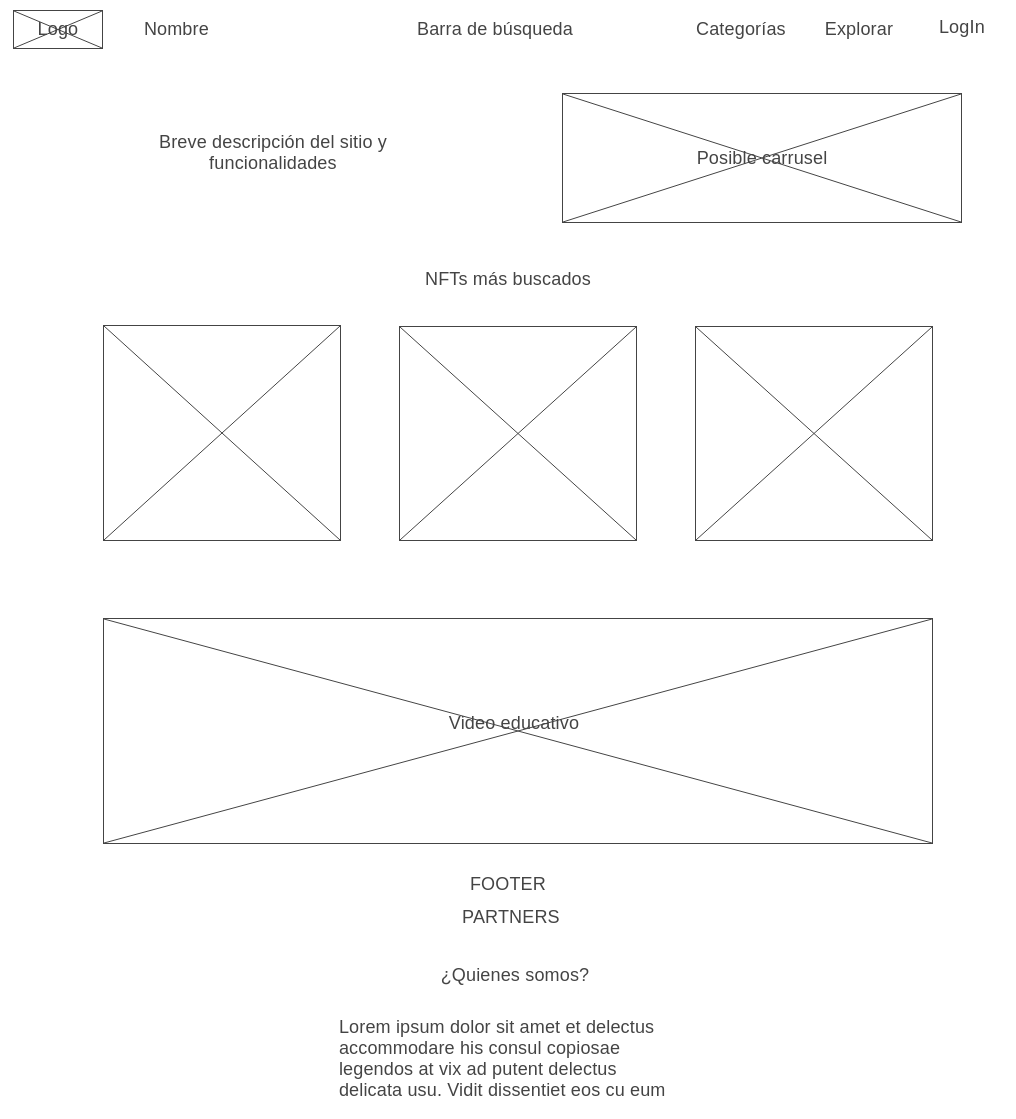 Logo
Nombre
Barra de búsqueda
Categorías
Explorar
LogIn
Breve descripción del sitio y
funcionalidades
Posible carrusel
NFTs más buscados
Video educativo
FOOTER
PARTNERS
¿Quienes somos?
Lorem ipsum dolor sit amet et delectus
accommodare his consul copiosae
legendos at vix ad putent delectus
delicata usu. Vidit dissentiet eos cu eum